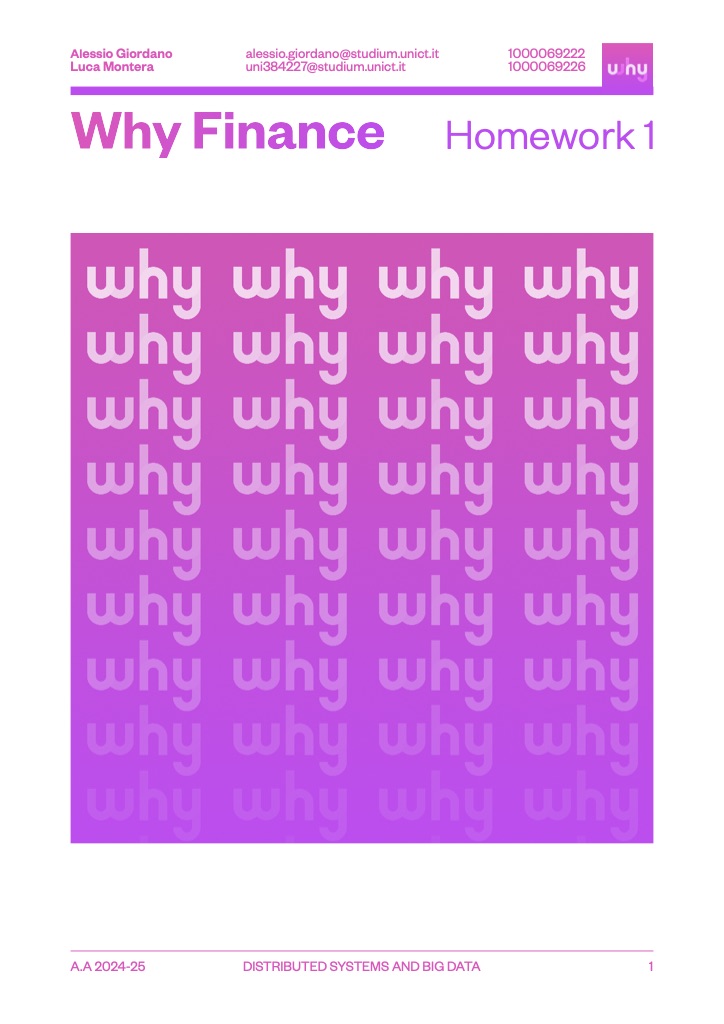 Alessio Giordano alessio.giordano@studium.unict.it 1000069222
Luca Montera uni384227@studium.unict.it 1000069226
why
Why Finance Homework 1
why why why why
why why why why
why why why why
why why why why
why why why why
why why why why
why why why why
why why why why
why why why why
A.A 2024-25 DISTRIBUTED SYSTEMS AND BIG DATA 1